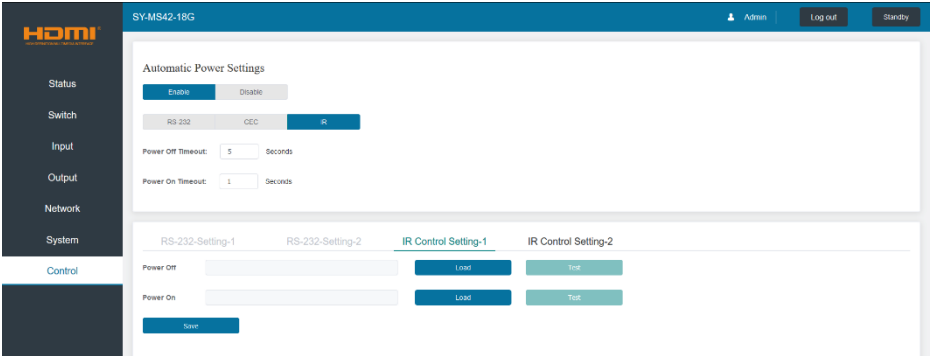 HDMI
SY-MS42-18G
Admin
Log out
Standby
Status
Switch
Input
Output
Network
System
Control
Automatic Power Settings
Enable
Disable
RS-232
CEC
IR
Power Off Timeout:
5
Seconds
Power On Timeout:
1
Seconds
RS-232-Setting-1
RS-232-Setting-2
IR Control Setting-1
IR Control Setting-2
Power Off
Load
Test
Power On
Load
Test
Save